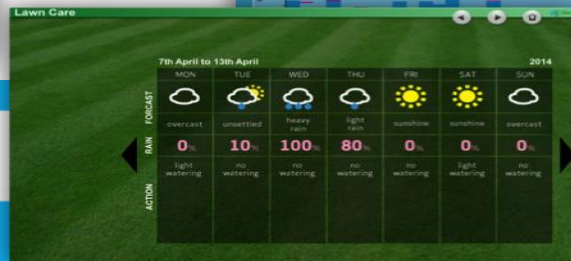 Lawn Care
7th April to 13th April 2014
MON TUE WED THU FRI SAT SUN
FORCAST
overcast unsettled heavy rain light rain sunshine sunshine overcast
RAIN
0% 10% 100% 80% 0% 0% 0%
ACTION
light watering no watering no watering no watering no watering light watering no watering